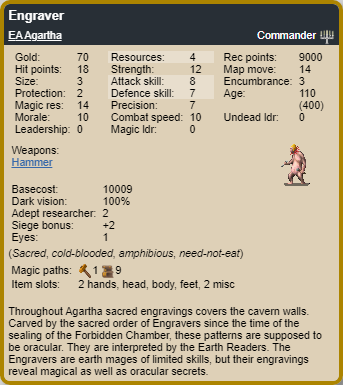 Engraver
EA Agartha Commander
Gold: 70 Resources: 4 Rec points: 9000
Hit points: 18 Strength: 12 Map move: 14
Size: 3 Attack skill: 8 Encumbrance: 3
Protection: 2 Defence skill: 7 Age: 110
Magic res: 14 Precision: 7 (400)
Morale: 10 Combat speed: 10 Undead ldr: 0
Leadership: 0 Magic ldr: 0
Weapons:
Hammer
Basecost: 10009
Dark vision: 100%
Adept researcher: 2
Siege bonus: +2
Eyes: 1
(Sacred, cold-blooded, amphibious, need-not-eat)
Magic paths: 1 9
Item slots: 2 hands, head, body, feet, 2 misc
Throughout Agartha sacred engravings covers the cavern walls.
Carved by the sacred order of Engravers since the time of the
sealing of the Forbidden Chamber, these patterns are supposed to
be oracular. They are interpreted by the Earth Readers. The
Engravers are earth mages of limited skills, but their engravings
reveal magical as well as oracular secrets.